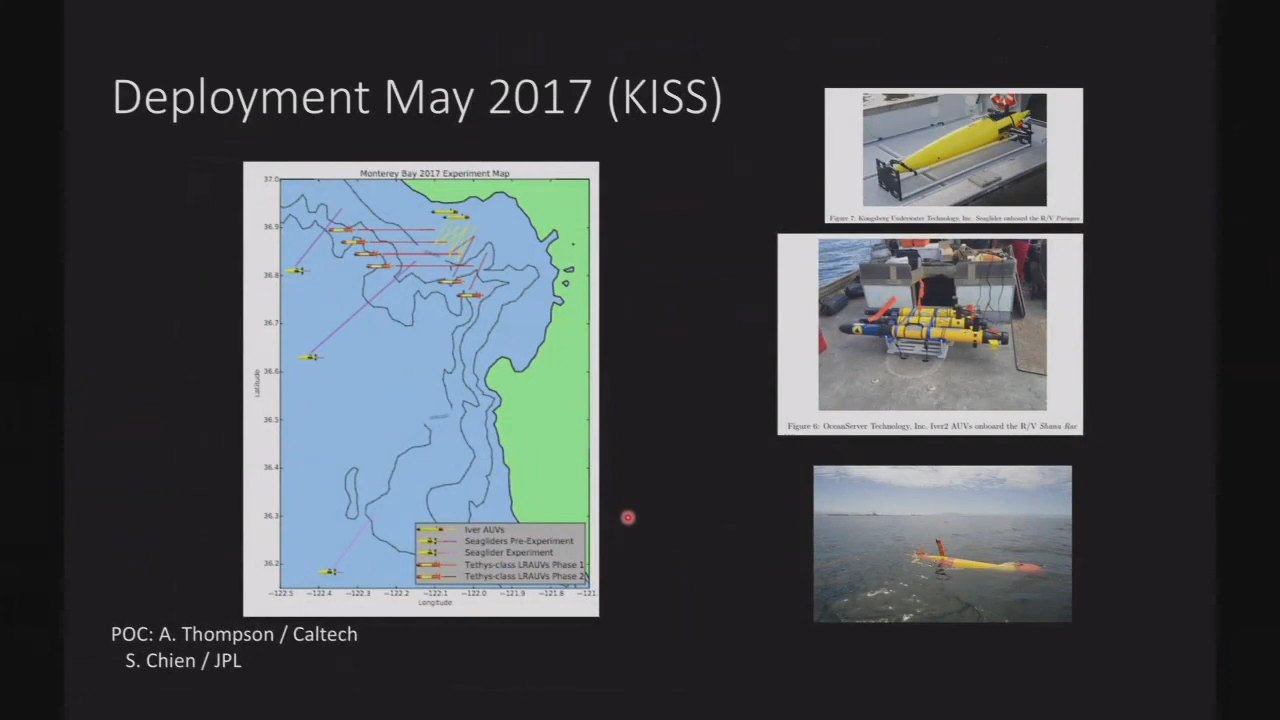 Deployment May 2017 (KISS)
Monterey Bay 2017 Experiment Map
37.0
36.9
36.8
36.7
36.6
36.5
36.4
36.3
36.2
Latitude
−122.5 −122.4 −122.3 −122.2 −122.1 −122.0 −121.9 −121.8 −121.
Longitude
Iver AUVs
Seagliders Pre-Experiment
Seaglider Experiment
Tethys-class LRAUVs Phase 1
Tethys-class LRAUVs Phase 2
Figure 7: Kongsberg Underwater Technology, Inc. Seaglider onboard the R/V Paragon
Figure 6: OceanServer Technology, Inc. Iver2 AUVs onboard the R/V Shana Rae
POC: A. Thompson / Caltech
S. Chien / JPL